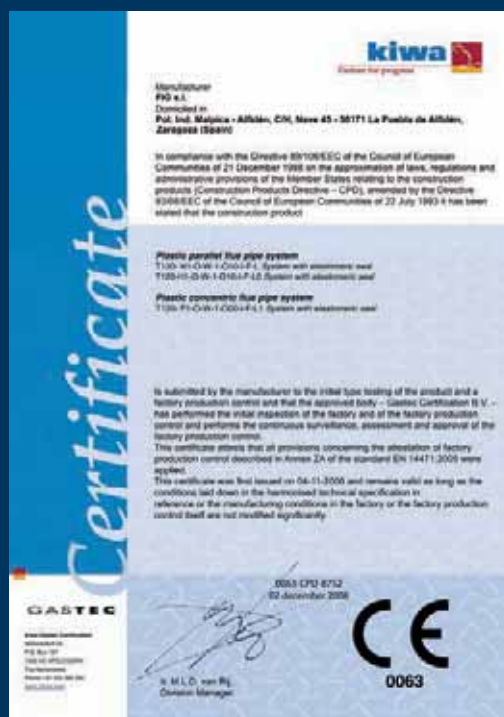 kiwa
Partner for progress
Manufacturer
FIG s.l.
Domiciled in
Pol. Ind. Malpica - Alfidén, C/H, Nave 45 - 50171 La Puebla de Alfidén,
Zaragoza (Spain)
In compliance with the Directive 89/106/EEC of the Council of European
Communities of 21 December 1988 on the approximation of laws, regulations and
administrative provisions of the Member States relating to the construction
products (Construction Products Directive – CPD), amended by the Directive
93/68/EEC of the Council of European Communities of 22 July 1993 it has been
stated that the construction product
Plastic parallel flue pipe system
System with elastomeric seal
System with elastomeric seal
Plastic concentric flue pipe system
System with elastomeric seal
Is submitted by the manufacturer to the initial type testing of the product and a
factory production control and that the approved body – Gastec Certification B.V. –
has performed the initial inspection of the factory and of the factory production
control and performs the continuous surveillance, assessment and approval of the
factory production control.
This certificate attests that all provisions concerning the attestation of factory
production control described in Annex ZA of the standard EN 14471:2005 were
applied.
This certificate was first issued on 04-11-2008 and remains valid as long as the
conditions laid down in the harmonised technical specification in
reference or the manufacturing conditions in the factory or the factory production
control itself are not modified significantly.
Certificate
0063 CPD 8752
02 december 2008
GASTEC
M.L.D. van Rij,
Division Manager
CE
0063